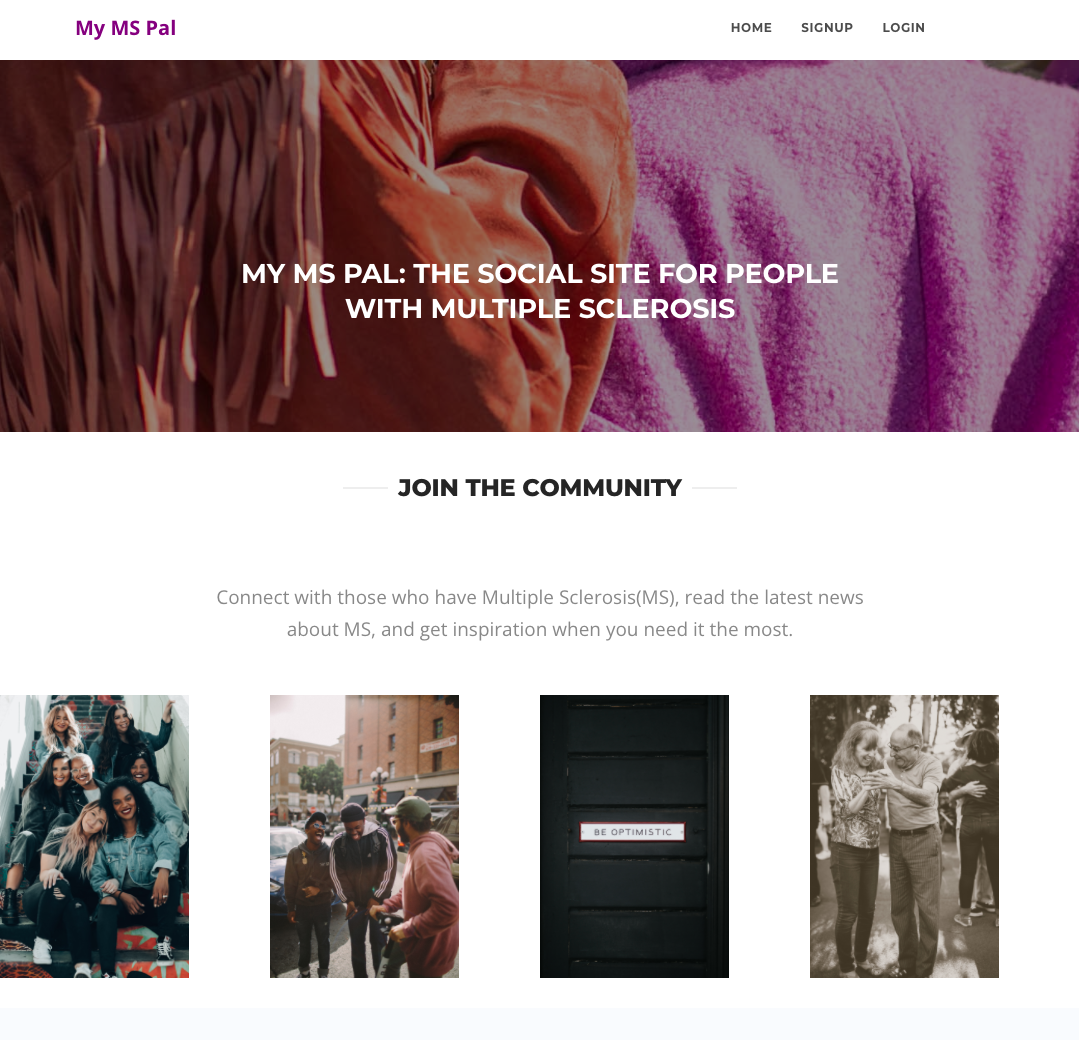 My MS Pal
HOME SIGNUP LOGIN
MY MS PAL: THE SOCIAL SITE FOR PEOPLE
WITH MULTIPLE SCLEROSIS
JOIN THE COMMUNITY
Connect with those who have Multiple Sclerosis(MS), read the latest news
about MS, and get inspiration when you need it the most.
BE OPTIMISTIC